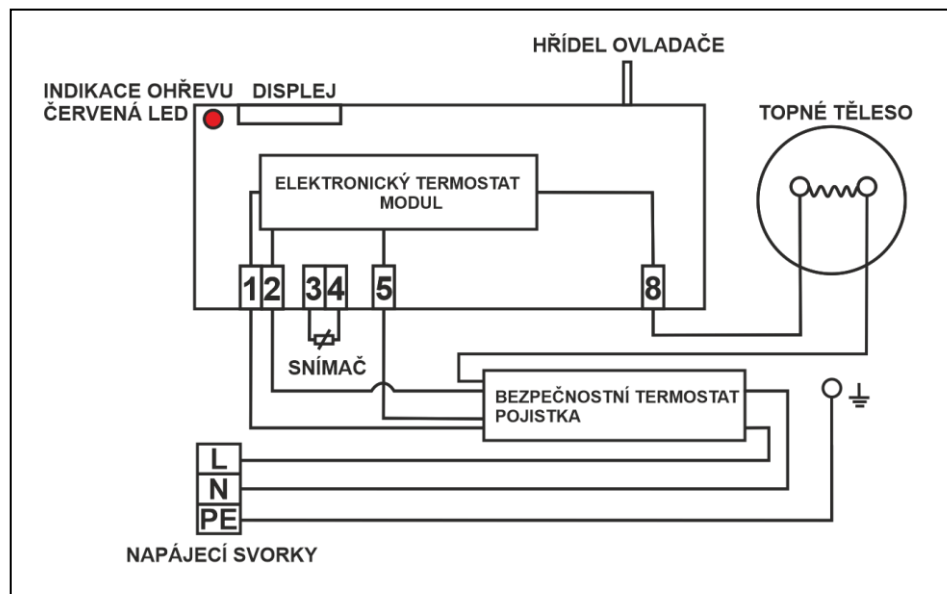 HŘÍDEL OVLADAČE
INDIKACE OHŘEVU
ČERVENÁ LED
DISPLEJ
TOPNÉ TĚLESO
ELEKTRONICKÝ TERMOSTAT
MODUL
1 2 3 4 5 8
SNÍMAČ
BEZPEČNOSTNÍ TERMOSTAT
POJISTKA
L
N
PE
NAPÁJECÍ SVORKY